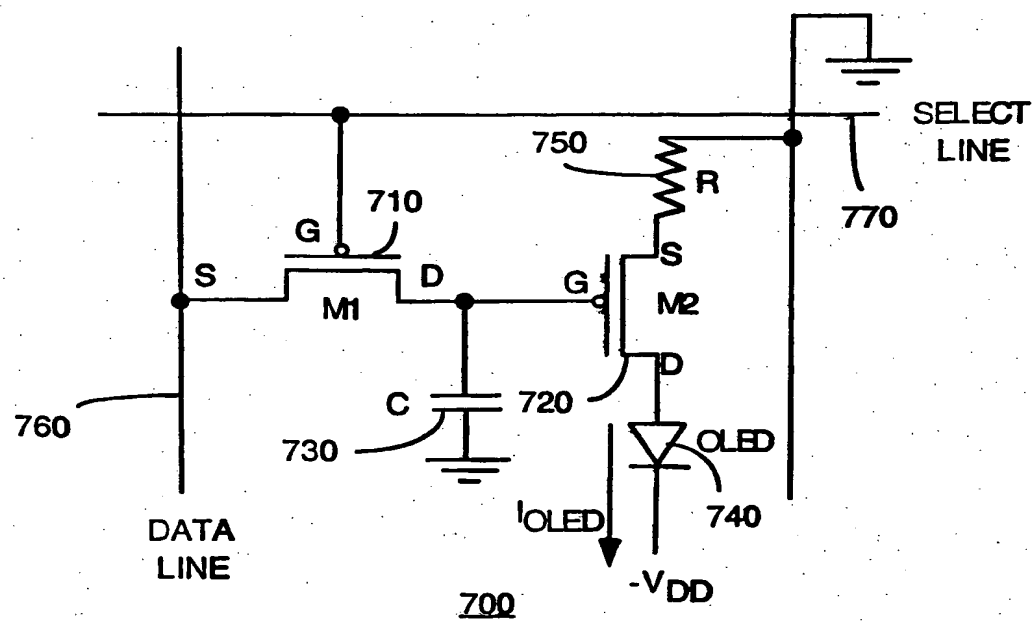 SELECT
LINE
750
R
770
710
G
S
D
M1
G
S
M2
D
C
720
760
730
OLED
740
IOLED
DATA
LINE
-VDD
700